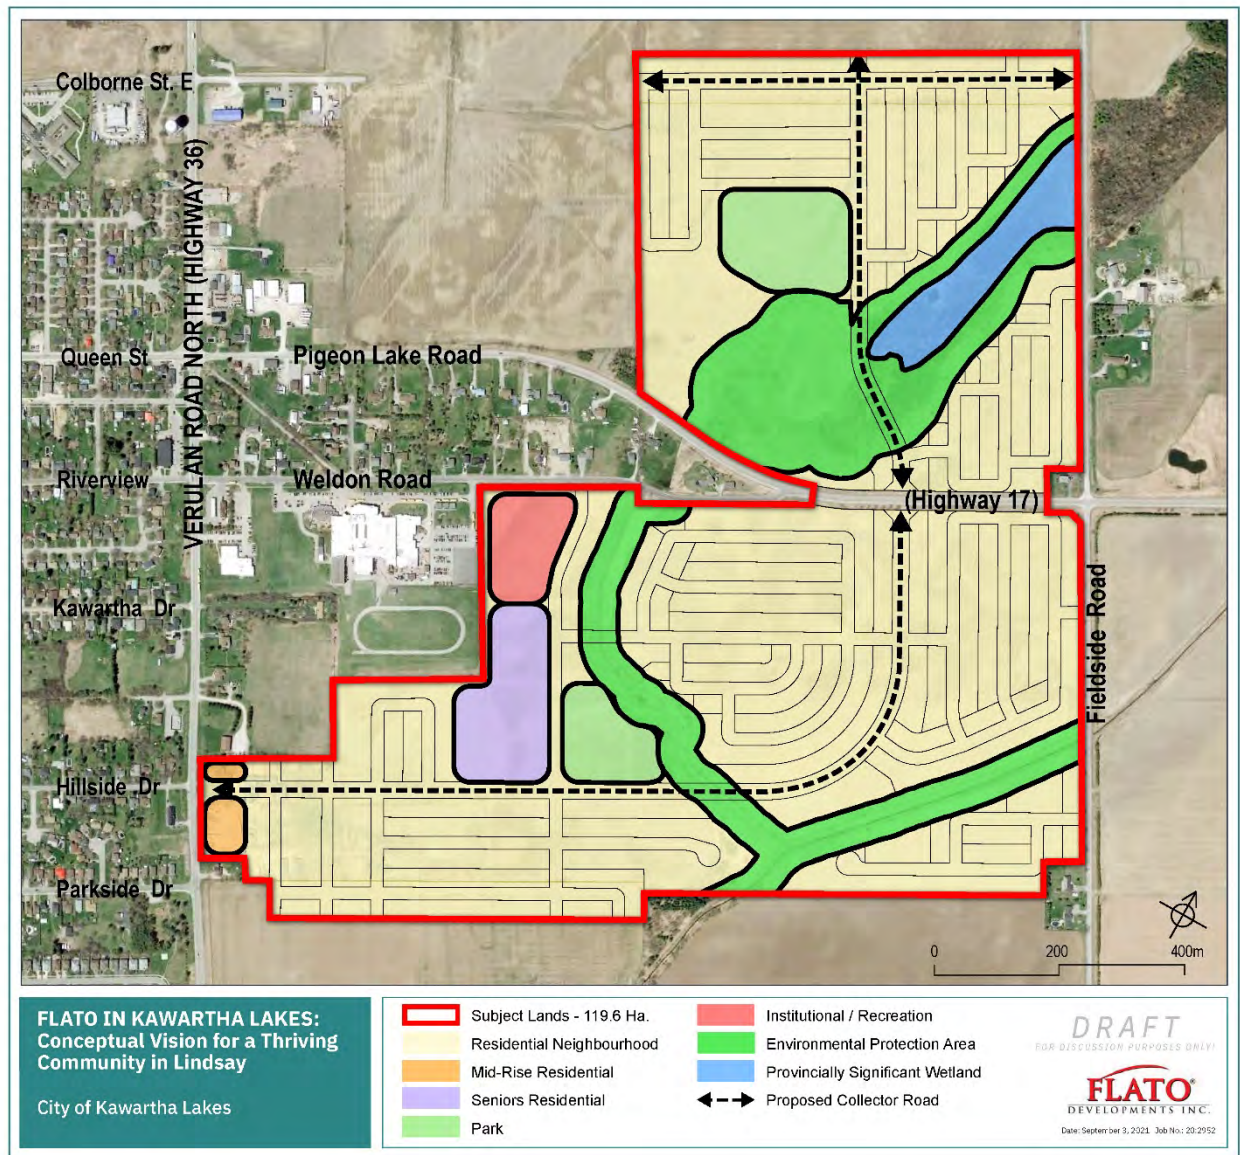 Colborne St. E
VERULAN ROAD NORTH (HIGHWAY 36)
Queen St
Pigeon Lake Road
Riverview
Weldon Road
(Highway 17)
Kawartha Dr
Fieldside Road
Hillside Dr
Parkside Dr
0 200 400m
FLATO IN KAWARTHA LAKES:
Conceptual Vision for a Thriving
Community in Lindsay
City of Kawartha Lakes
Subject Lands - 119.6 Ha.
Residential Neighbourhood
Mid-Rise Residential
Seniors Residential
Park
Institutional / Recreation
Environmental Protection Area
Provincially Significant Wetland
Proposed Collector Road
DRAFT
FOR DISCUSSION PURPOSES ONLY!
FLATO®
DEVELOPMENTS INC.
Date: September 3, 2021 Job No.: 20:2952